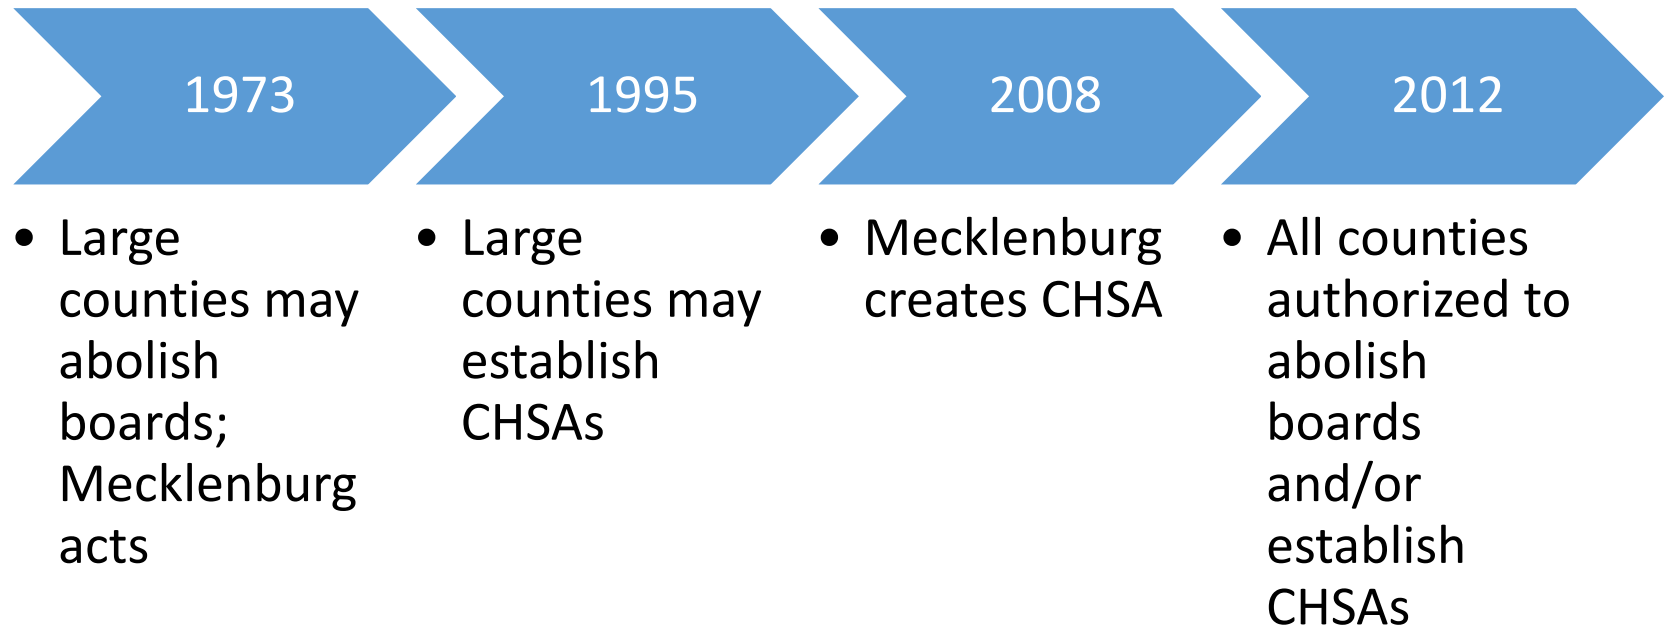 1973
• Large
counties may
abolish
boards;
Mecklenburg
acts
1995
• Large
counties may
establish
CHSAs
2008
• Mecklenburg
creates CHSA
2012
• All counties
authorized to
abolish
boards
and/or
establish
CHSAs